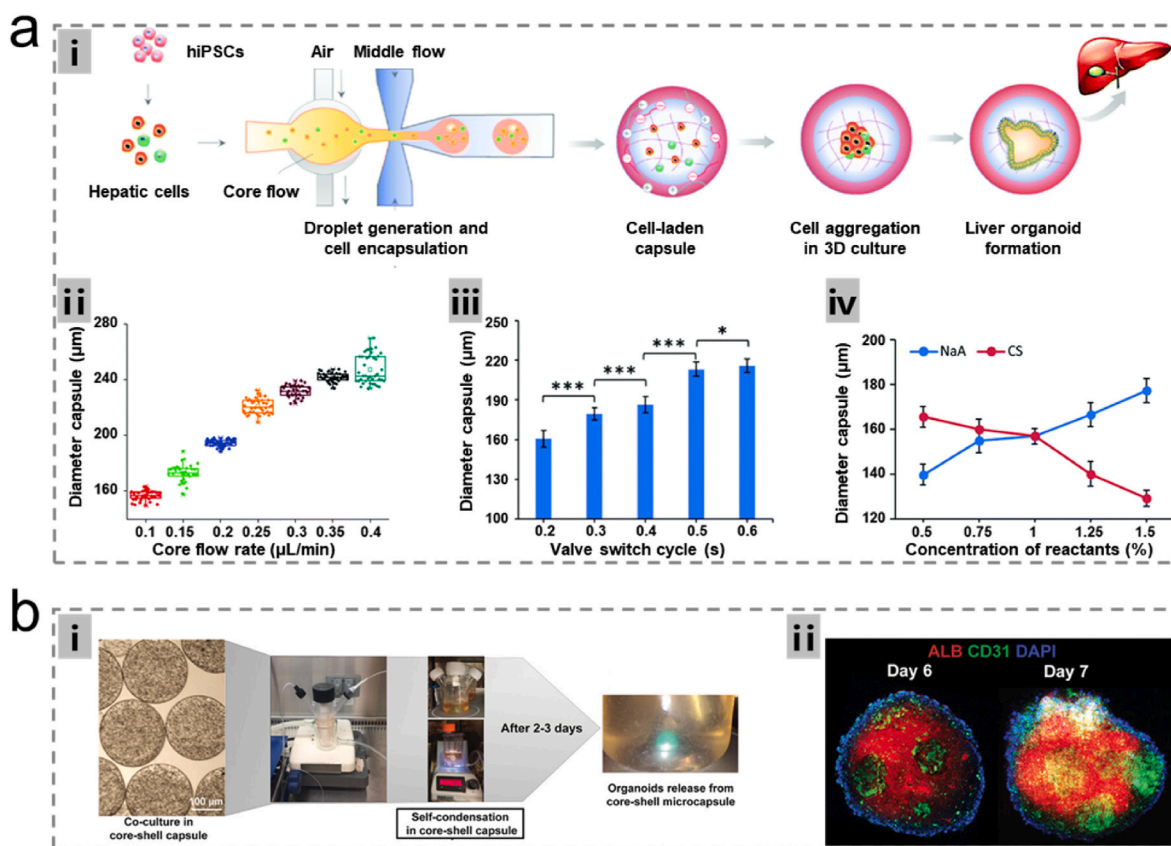 a
i
hiPSCs
Air
Middle flow
Hepatic cells
Core flow
Droplet generation and
cell encapsulation
Cell-laden
capsule
Cell aggregation
in 3D culture
Liver organoid
formation
ii
Diameter capsule (μm)
280
240
200
160
0.1 0.15 0.2 0.25 0.3 0.35 0.4
Core flow rate (μL/min)
iii
Diameter capsule (μm)
250
220
190
160
130
100
***
***
***
*
0.2 0.3 0.4 0.5 0.6
Valve switch cycle (s)
iv
Diameter capsule (μm)
200
180
160
140
120
NaA CS
0.5 0.75 1 1.25 1.5
Concentration of reactants (%)
b
i
100 μm
Co-culture in
core-shell capsule
Self-condensation
in core-shell capsule
After 2-3 days
Organoids release from
core-shell microcapsule
ii
ALB CD31 DAPI
Day 6
Day 7